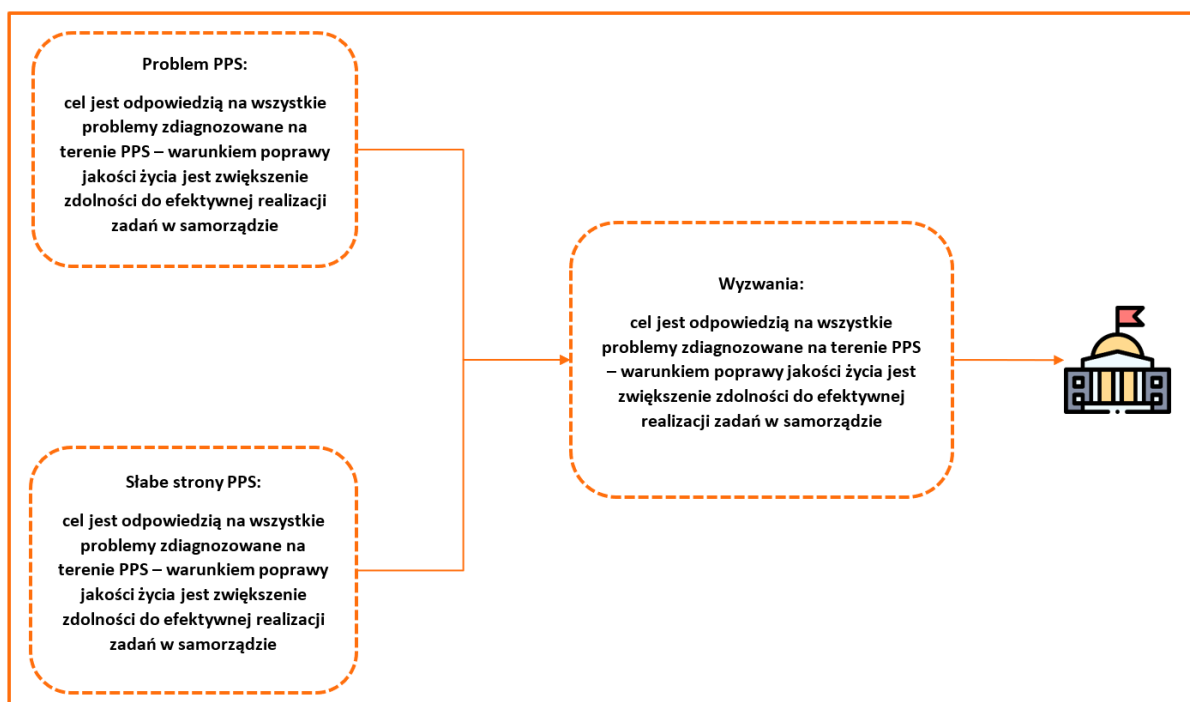 Problem PPS:
cel jest odpowiedzią na wszystkie
problemy zdiagnozowane na
terenie PPS – warunkiem poprawy
jakości życia jest zwiększenie
zdolności do efektywnej realizacji
zadań w samorządzie
Słabe strony PPS:
cel jest odpowiedzią na wszystkie
problemy zdiagnozowane na
terenie PPS – warunkiem poprawy
jakości życia jest zwiększenie
zdolności do efektywnej realizacji
zadań w samorządzie
Wyzwania:
cel jest odpowiedzią na wszystkie
problemy zdiagnozowane na terenie PPS
– warunkiem poprawy jakości życia jest
zwiększenie zdolności do efektywnej
realizacji zadań w samorządzie